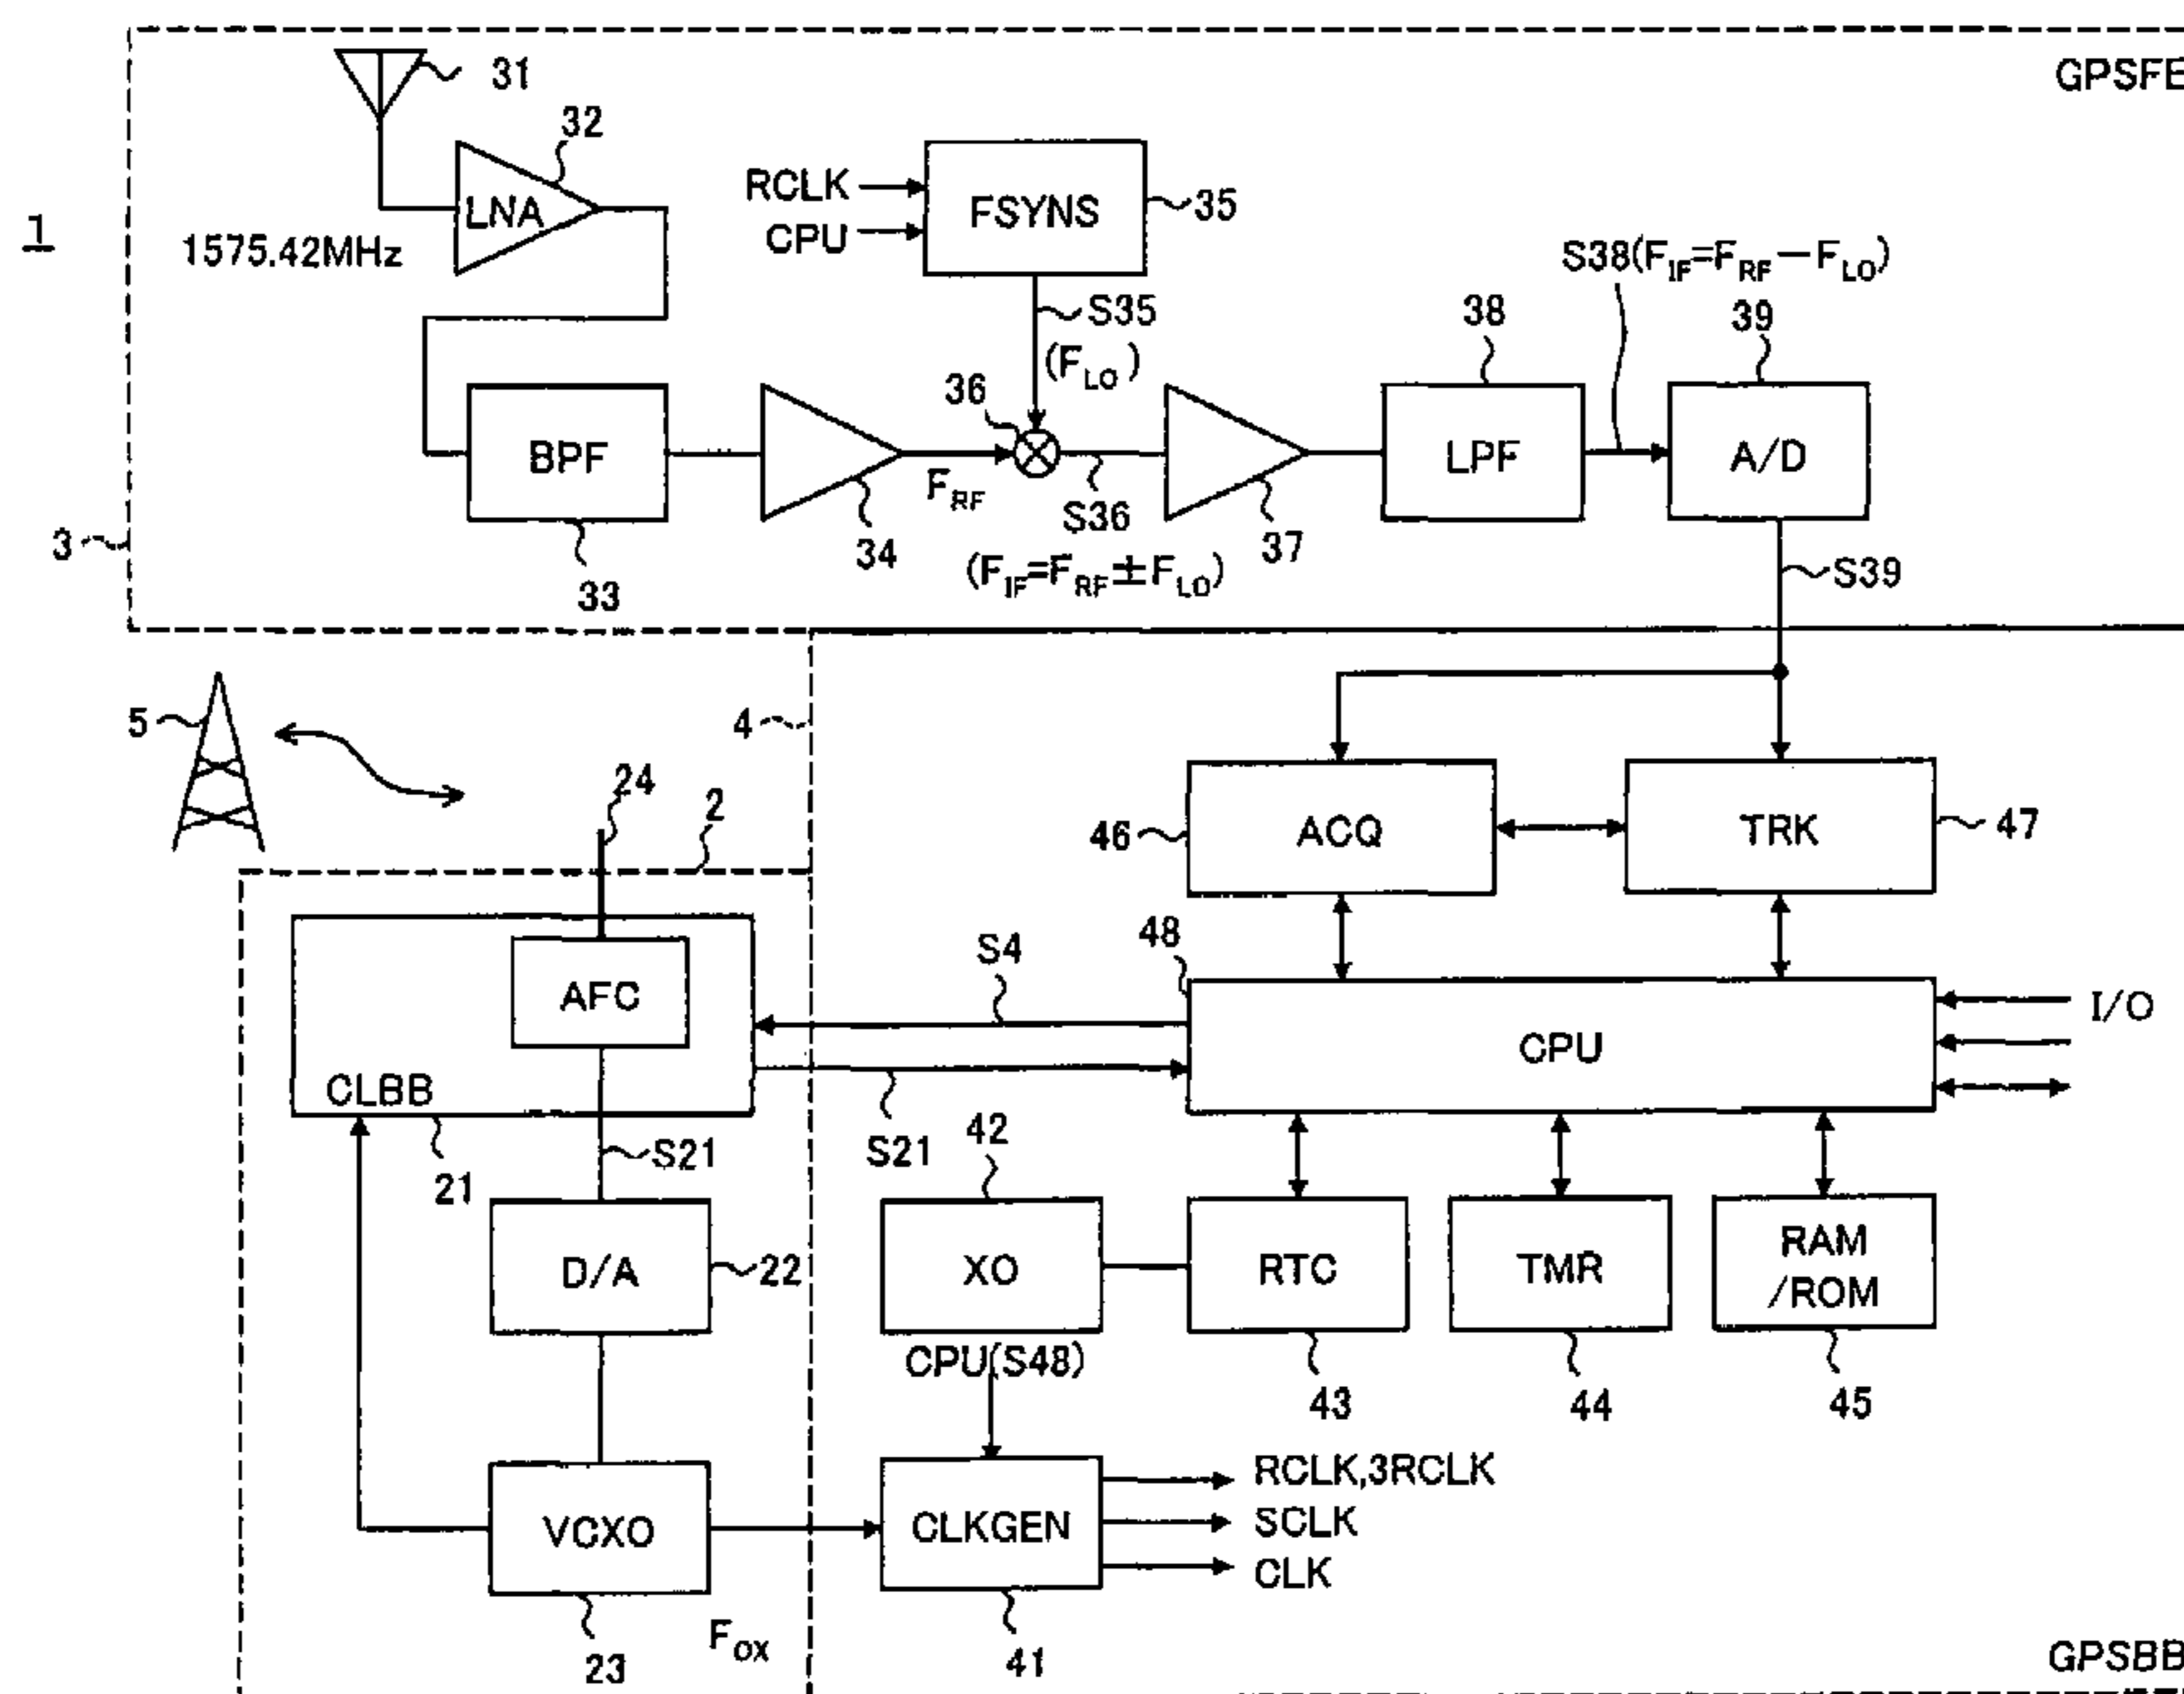 GPSFE
31
32
LNA
1575.42MHz
1
RCLK
CPU
FSYNS
35
S35
(FLO)
S38(FIF=FRF−FLO)
38
39
36
BPF
FRF
S36
LPF
A/D
3
33
34
(FIF=FRF±FLO)
37
S39
5
4
24
2
46
ACQ
TRK
47
48
AFC
S4
CPU
I/O
CLBB
S21
21
S21
42
D/A
22
XO
RTC
TMR
RAM
/ROM
CPU(S48)
43
44
45
VCXO
CLKGEN
RCLK,3RCLK
SCLK
CLK
23
FOX
41
GPSBB